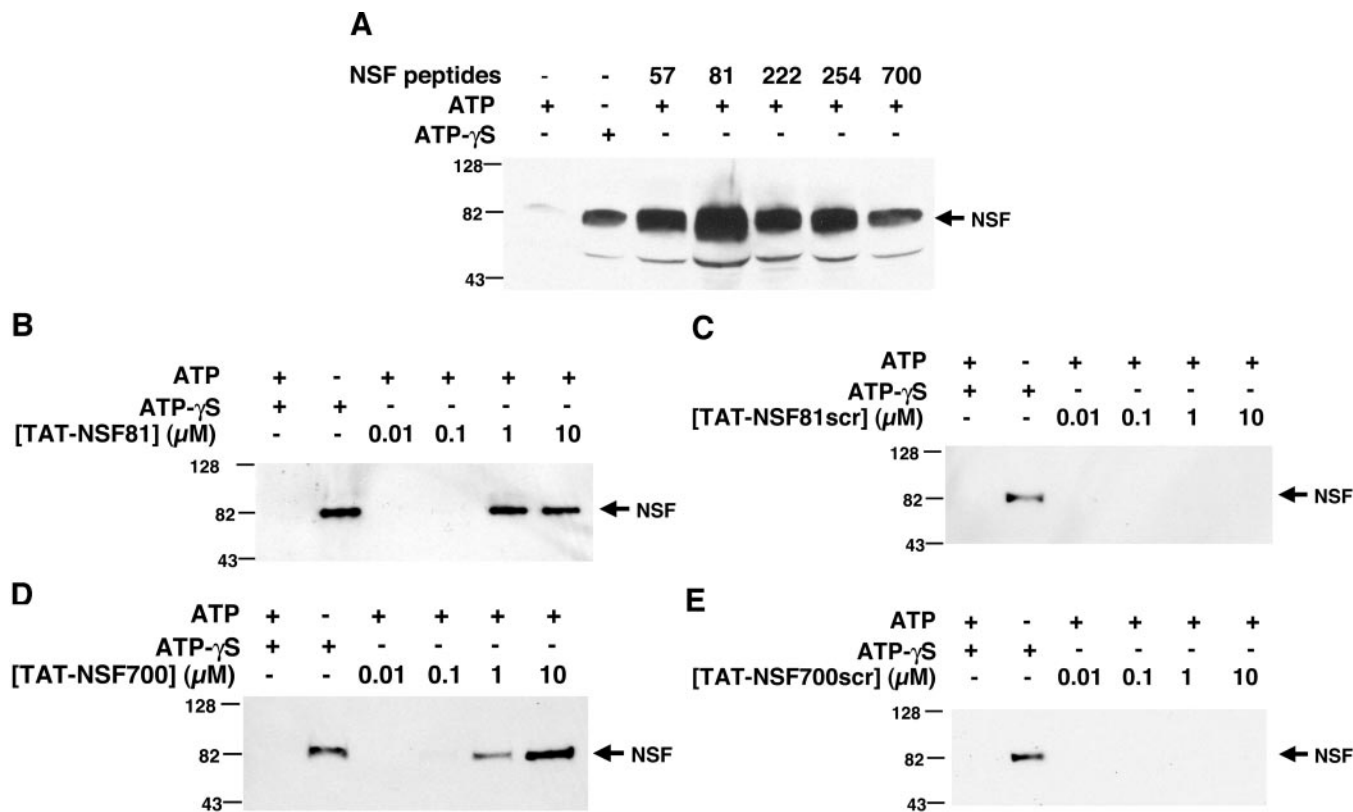 A
NSF peptides - - 57 81 222 254 700
ATP + - + + + + +
ATP-γS - + - - - - -
128
82
43
NSF
B
ATP + - + + + +
ATP-γS + + - - - -
[TAT-NSF81] (μM) - - 0.01 0.1 1 10
128
82
43
NSF
C
ATP + - + + + +
ATP-γS + + - - - -
[TAT-NSF81scr] (μM) - - 0.01 0.1 1 10
128
82
43
NSF
D
ATP + - + + + +
ATP-γS + + - - - -
[TAT-NSF700] (μM) - - 0.01 0.1 1 10
128
82
43
NSF
E
ATP + - + + + +
ATP-γS + + - - - -
[TAT-NSF700scr] (μM) - - 0.01 0.1 1 10
128
82
43
NSF